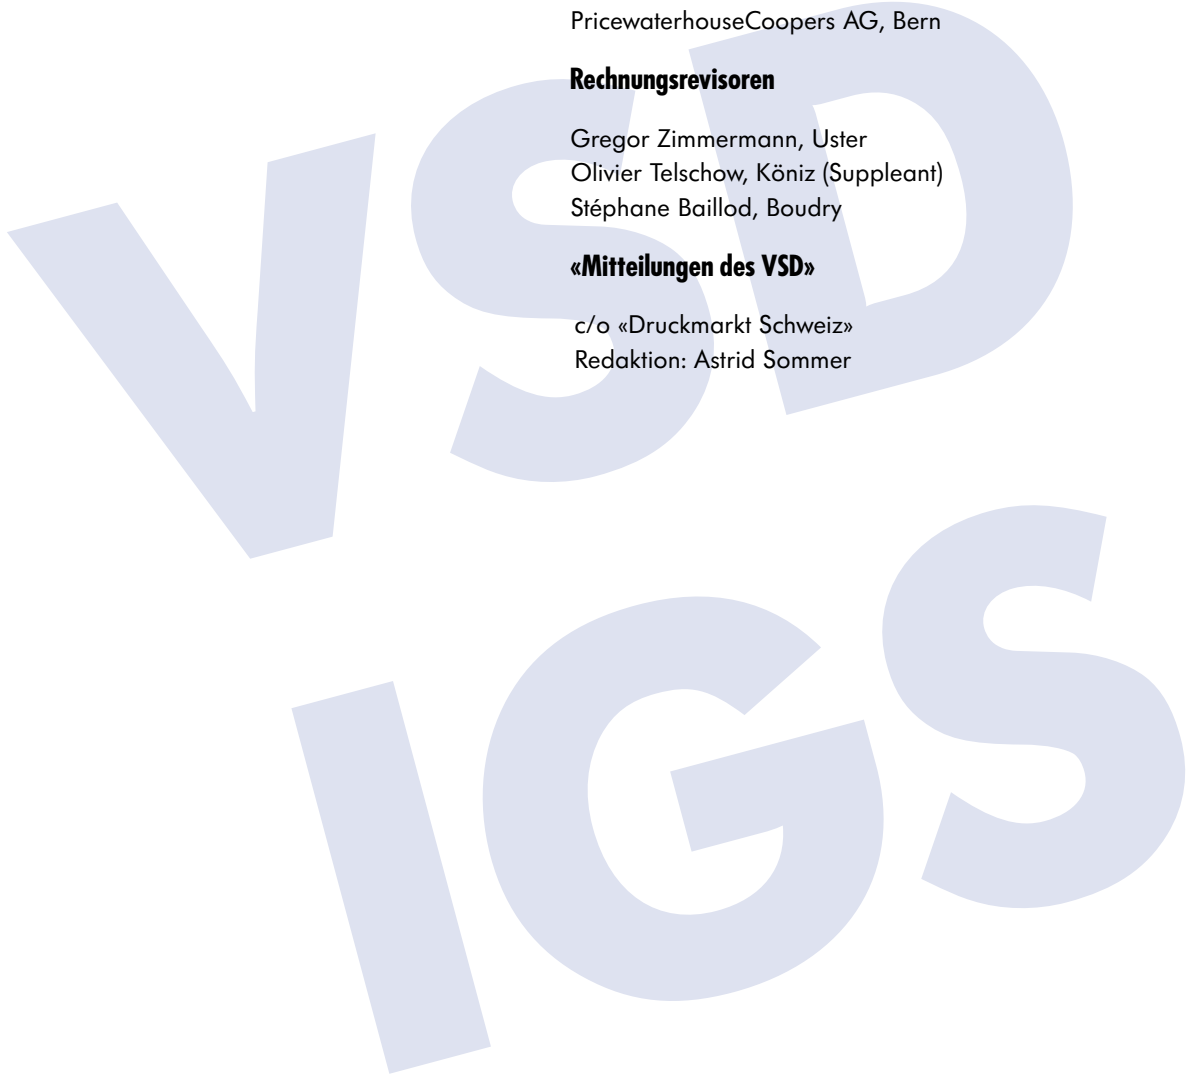 PricewaterhouseCoopers AG, Bern
Rechnungsrevisoren
Gregor Zimmermann, Uster
Olivier Telschow, Köniz (Suppleant)
Stéphane Baillod, Boudry
«Mitteilungen des VSD»
c/o «Druckmarkt Schweiz»
Redaktion: Astrid Sommer
VSD
IGS